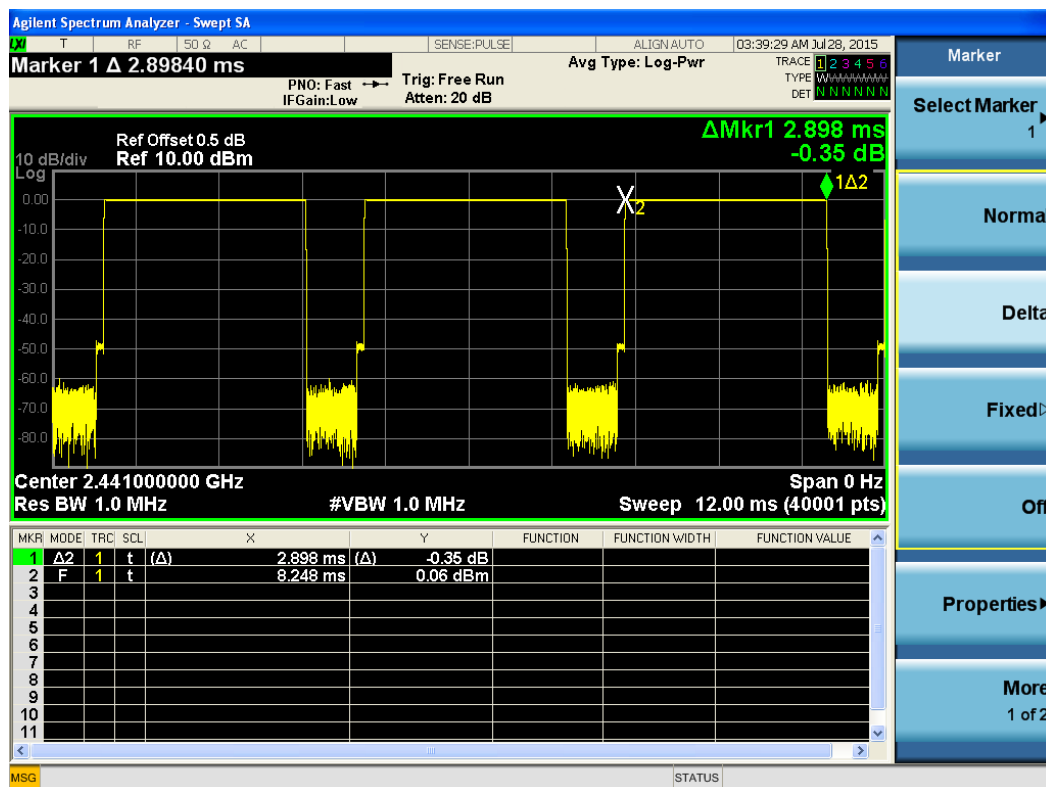 Agilent Spectrum Analyzer - Swept SA
LXI T RF 50 Ω AC SENSE:PULSE ALIGN AUTO 03:39:29 AM Jul 28, 2015
Marker 1 Δ 2.89840 ms
PNO: Fast
IFGain:Low
Trig: Free Run
Atten: 20 dB
Avg Type: Log-Pwr
TRACE 1 2 3 4 5 6
TYPE WWWWWW
DET N N N N N N
ΔMkr1 2.898 ms
-0.35 dB
Ref Offset 0.5 dB
10 dB/div Ref 10.00 dBm
Log
1Δ2
X2
0.00
-10.0
-20.0
-30.0
-40.0
-50.0
-60.0
-70.0
-80.0
Center 2.441000000 GHz Span 0 Hz
Res BW 1.0 MHz #VBW 1.0 MHz Sweep 12.00 ms (40001 pts)
MKR MODE TRC SCL X Y FUNCTION FUNCTION WIDTH FUNCTION VALUE
1 Δ2 1 t (Δ) 2.898 ms (Δ) -0.35 dB
2 F 1 t 8.248 ms 0.06 dBm
3
4
5
6
7
8
9
10
11
MSG STATUS
Marker
Select Marker
1
Norma
Delta
Fixed
Off
Properties
More
1 of 2